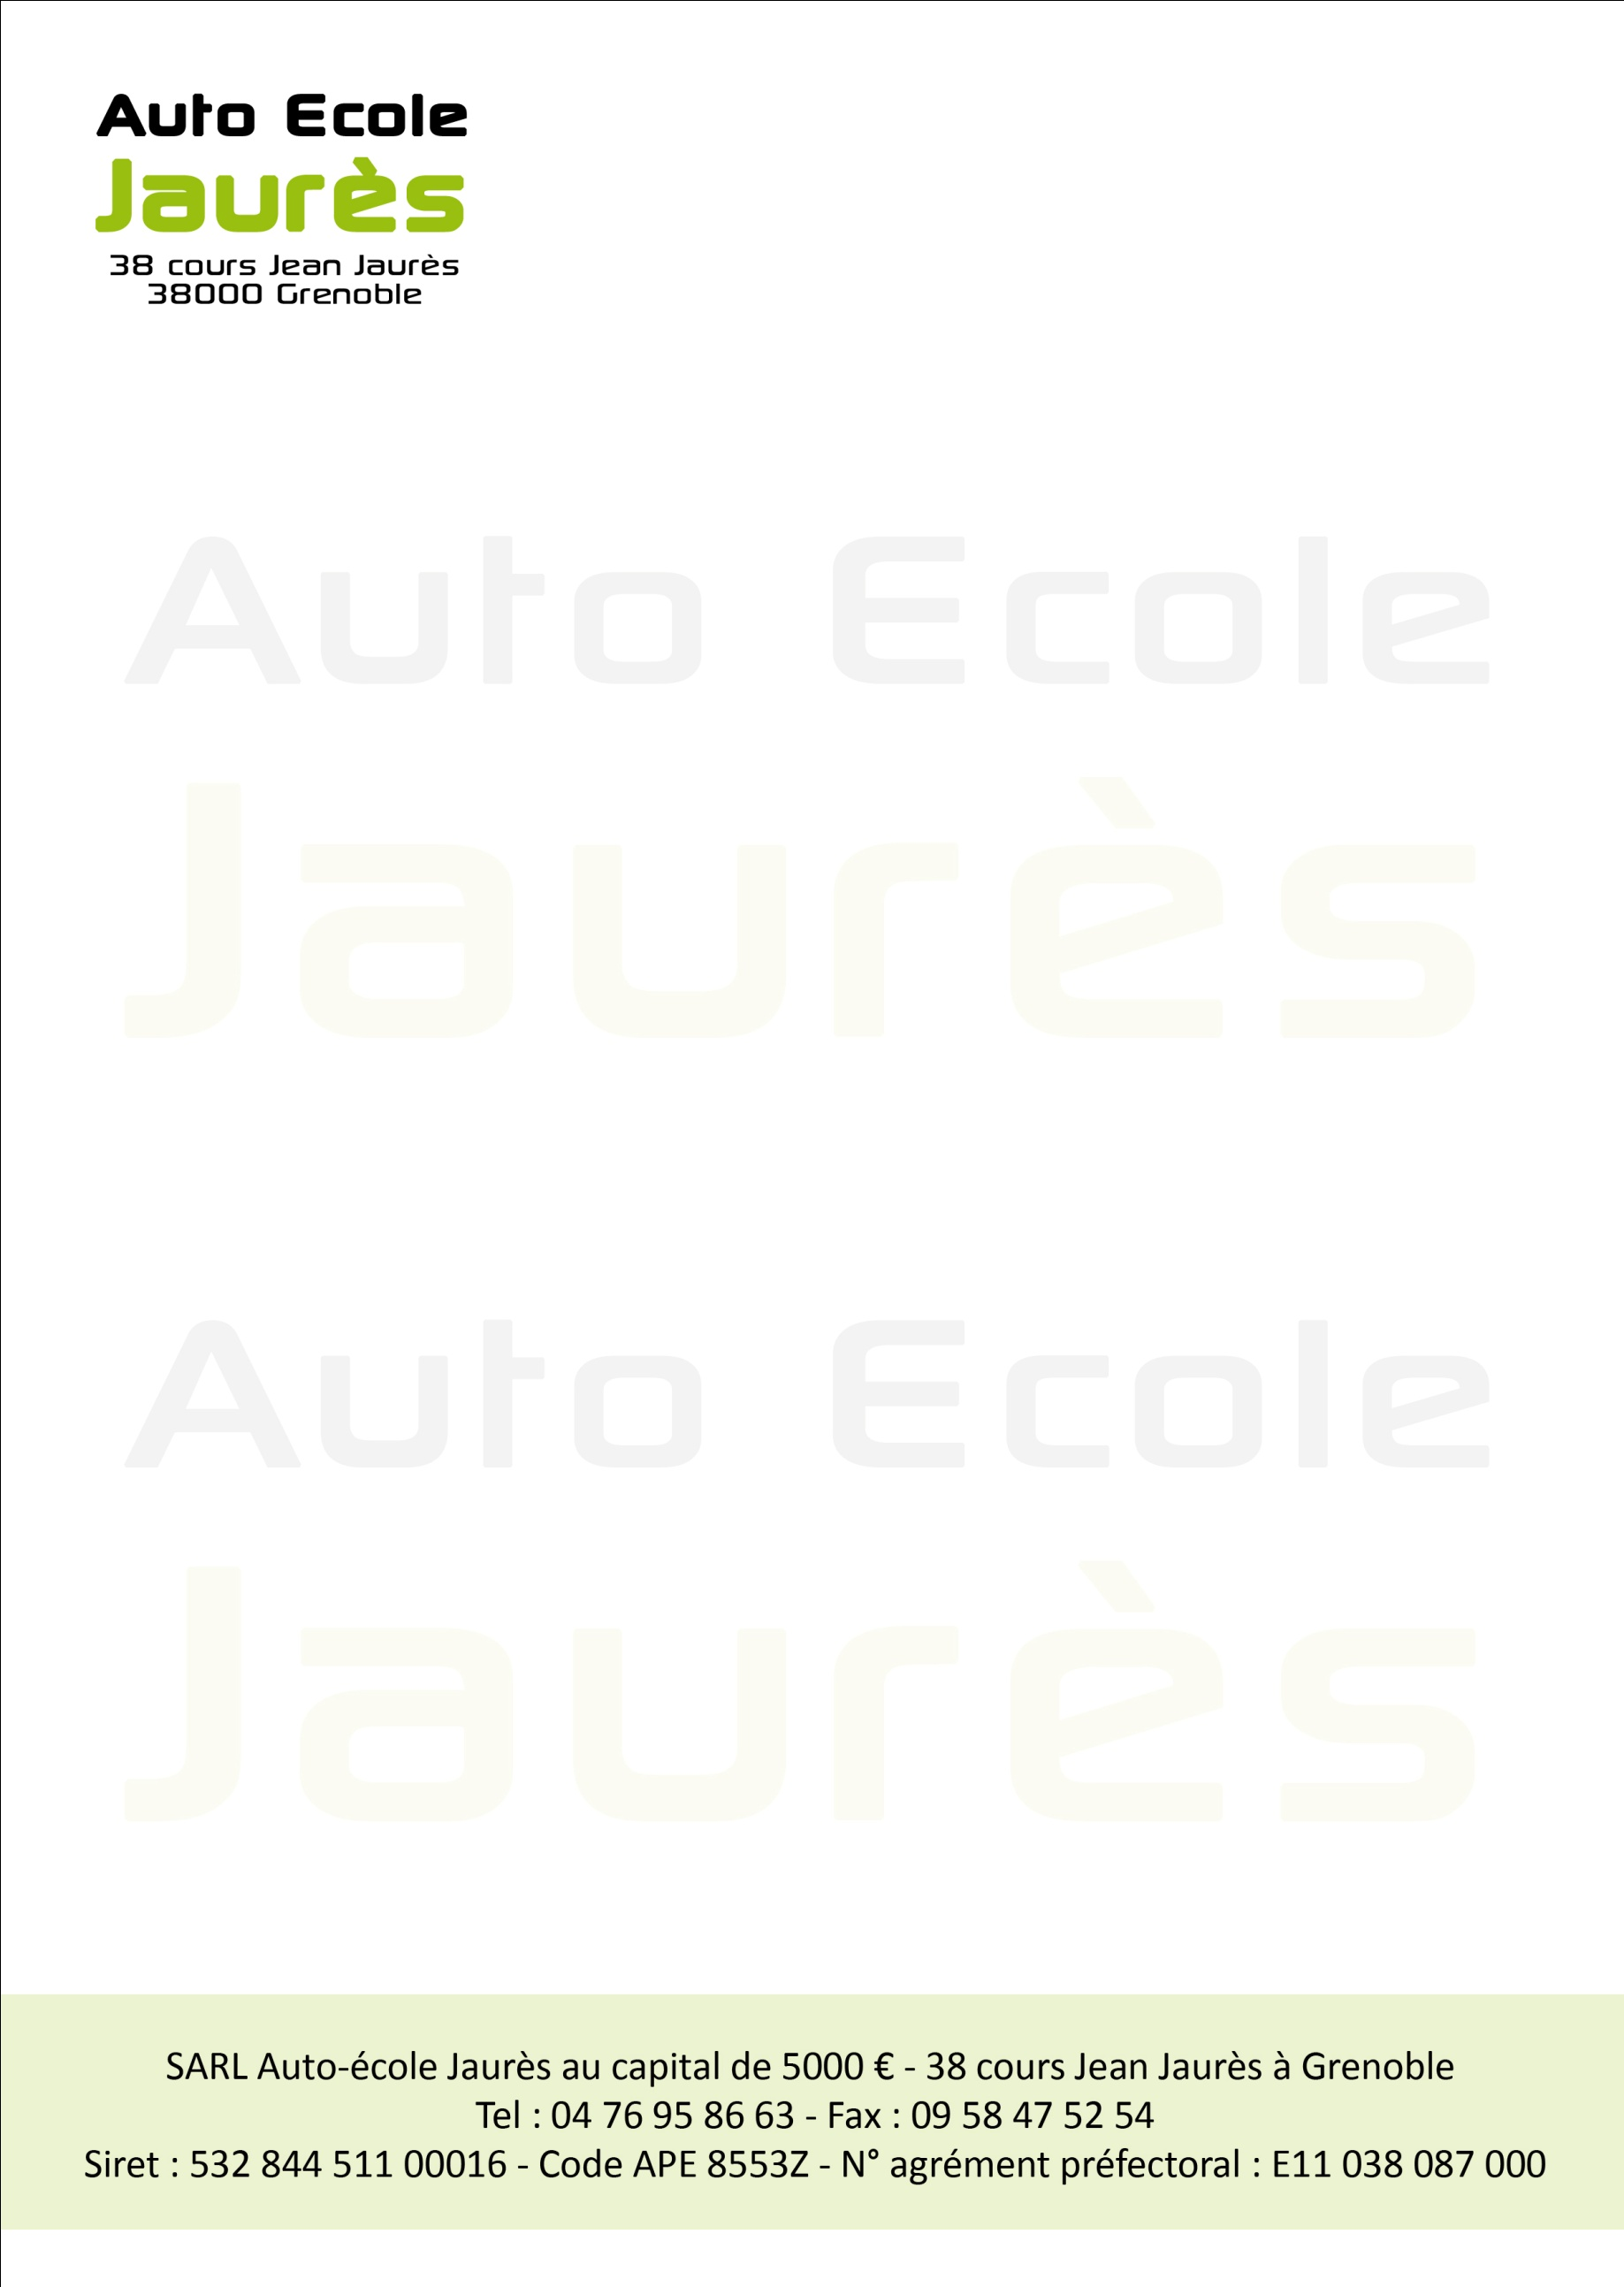 Auto Ecole
Jaurès
38 cours Jean Jaurès
38000 Grenoble
Auto Ecole
Jaurès
Auto Ecole
Jaurès
SARL Auto-école Jaurès au capital de 5000 € - 38 cours Jean Jaurès à Grenoble
Tel : 04 76 95 86 63 - Fax : 09 58 47 52 54
Siret : 532 844 511 00016 - Code APE 8553Z - N° agrément préfectoral : E11 038 087 000